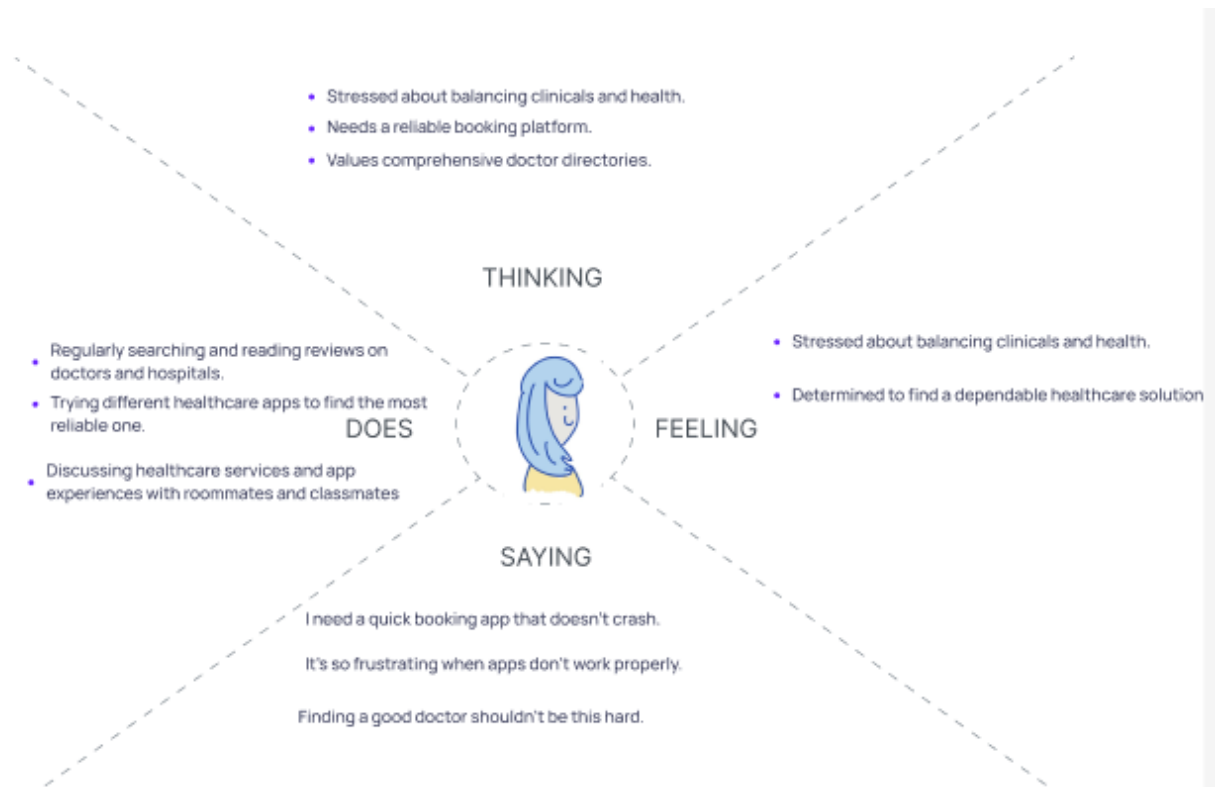 Stressed about balancing clinicals and health.
Needs a reliable booking platform.
Values comprehensive doctor directories.
THINKING
Regularly searching and reading reviews on
doctors and hospitals.
Trying different healthcare apps to find the most
reliable one.
DOES
Discussing healthcare services and app
experiences with roommates and classmates
Stressed about balancing clinicals and health.
Determined to find a dependable healthcare solution
FEELING
SAYING
I need a quick booking app that doesn't crash.
It's so frustrating when apps don't work properly.
Finding a good doctor shouldn't be this hard.